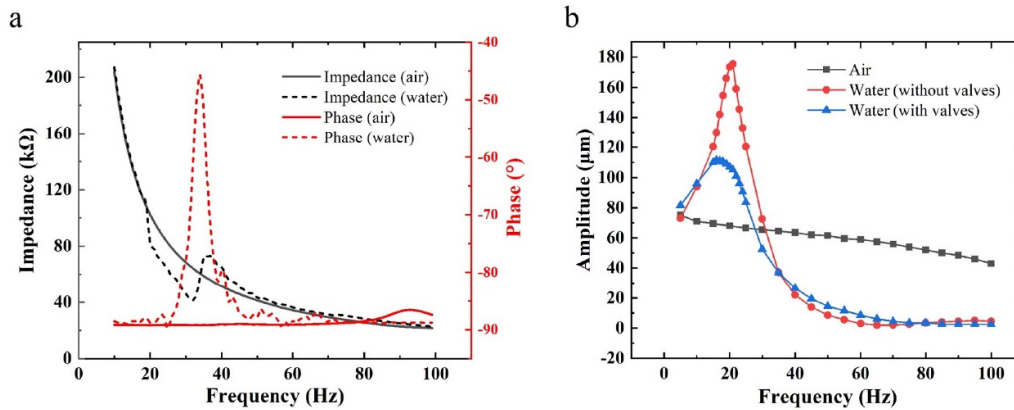 a
Impedance (kΩ)
200
160
120
80
40
0
Impedance (air)
Impedance (water)
Phase (air)
Phase (water)
-40
-50
-60
-70
-80
-90
Phase (°)
0
20
40
60
80
100
Frequency (Hz)
b
Amplitude (μm)
200
180
160
140
120
100
80
60
40
20
0
-20
Air
Water (without valves)
Water (with valves)
0
20
40
60
80
100
Frequency (Hz)